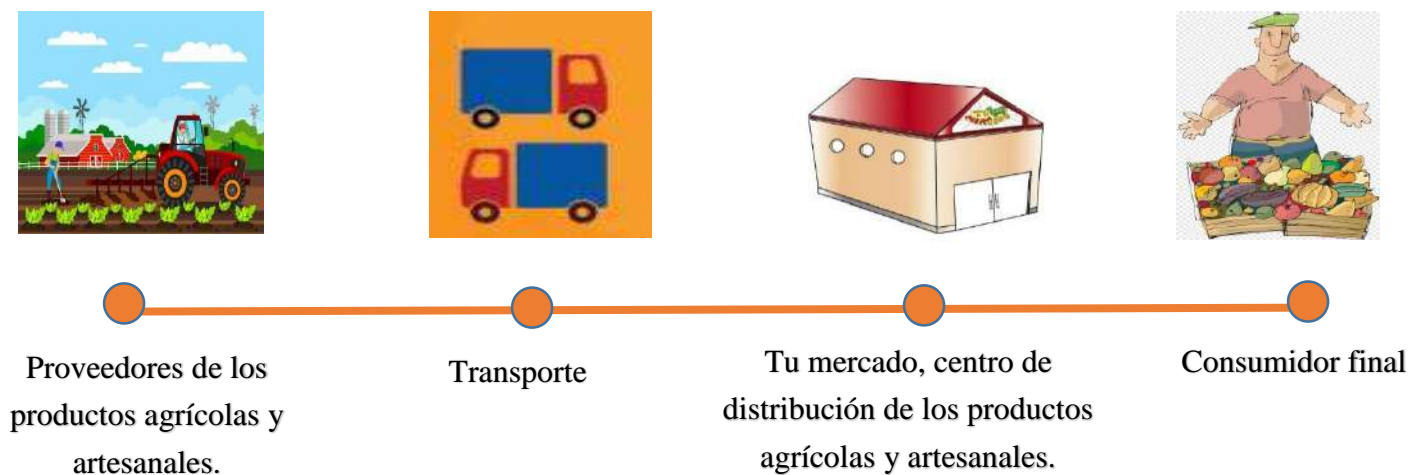 Proveedores de los
productos agrícolas y
artesanales.
Transporte
Tu mercado, centro de
distribución de los productos
agrícolas y artesanales.
Consumidor final